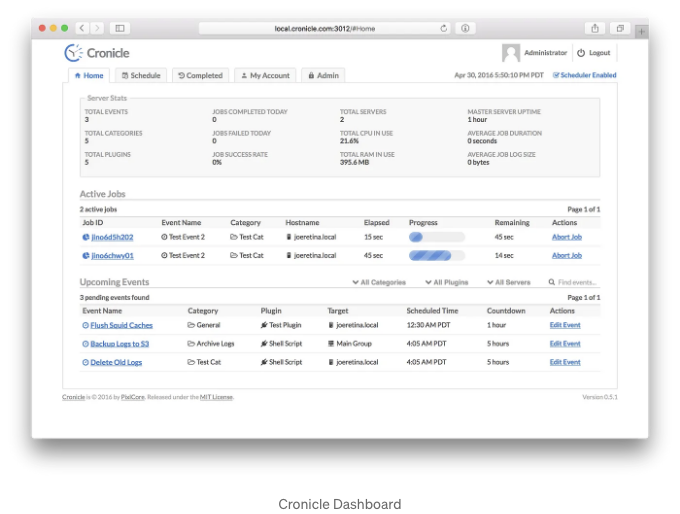 local.cronicle.com:3012/#Home
Cronicle
Administrator Logout
Home Schedule Completed My Account Admin Apr 30, 2016 5:50:10 PM PDT Scheduler Enabled
Server Stats
TOTAL EVENTS JOBS COMPLETED TODAY TOTAL SERVERS MASTER SERVER UPTIME
3 0 2 1 hour
TOTAL CATEGORIES JOBS FAILED TODAY TOTAL CPU IN USE AVERAGE JOB DURATION
5 0 21.6% 0 seconds
TOTAL PLUGINS JOB SUCCESS RATE TOTAL RAM IN USE AVERAGE JOB LOG SIZE
5 0% 395.6 MB 0 bytes
Active Jobs
2 active jobs Page 1 of 1
Job ID Event Name Category Hostname Elapsed Progress Remaining Actions
jino6d5h202 Test Event 2 Test Cat joeretina.local 15 sec 45 sec Abort Job
jino6chwy01 Test Event 2 Test Cat joeretina.local 45 sec 14 sec Abort Job
Upcoming Events All Categories All Plugins All Servers Find events...
3 pending events found Page 1 of 1
Event Name Category Plugin Target Scheduled Time Countdown Actions
Flush Squid Caches General Test Plugin joeretina.local 12:30 AM PDT 1 hour Edit Event
Backup Logs to S3 Archive Logs Shell Script Main Group 4:05 AM PDT 5 hours Edit Event
Delete Old Logs Test Cat Shell Script joeretina.local 4:05 AM PDT 5 hours Edit Event
Cronicle is © 2016 by PixlCore. Released under the MIT License. Version 0.5.1
Cronicle Dashboard